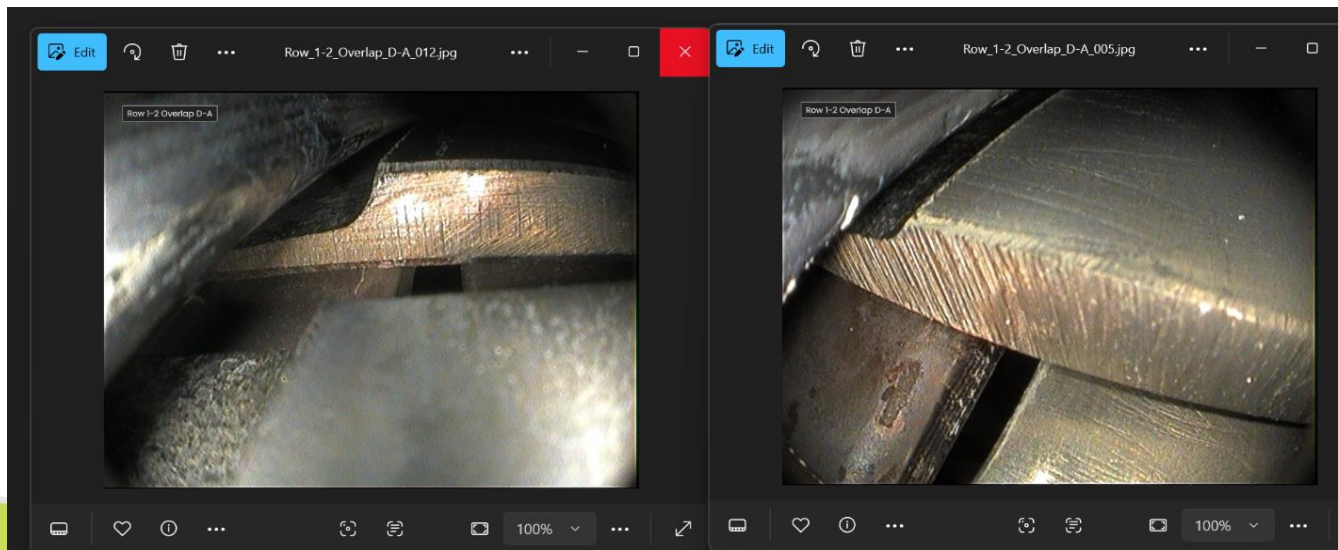 Edit
Row_1-2_Overlap_D-A_012.jpg
Row 1-2 Overlap D-A
100%
Edit
Row_1-2_Overlap_D-A_005.jpg
Row 1-2 Overlap D-A
100%